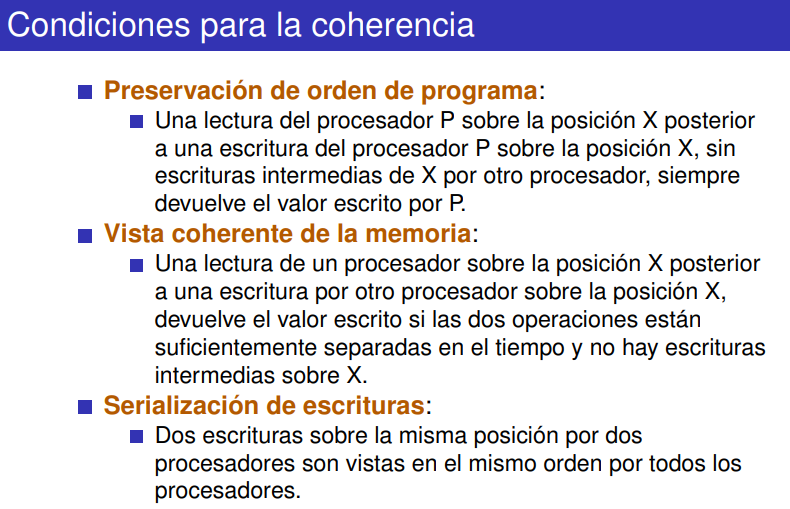 Condiciones para la coherencia
Preservación de orden de programa:
Una lectura del procesador P sobre la posición X posterior
a una escritura del procesador P sobre la posición X, sin
escrituras intermedias de X por otro procesador, siempre
devuelve el valor escrito por P.
Vista coherente de la memoria:
Una lectura de un procesador sobre la posición X posterior
a una escritura por otro procesador sobre la posición X,
devuelve el valor escrito si las dos operaciones están
suficientemente separadas en el tiempo y no hay escrituras
intermedias sobre X.
Serialización de escrituras:
Dos escrituras sobre la misma posición por dos
procesadores son vistas en el mismo orden por todos los
procesadores.